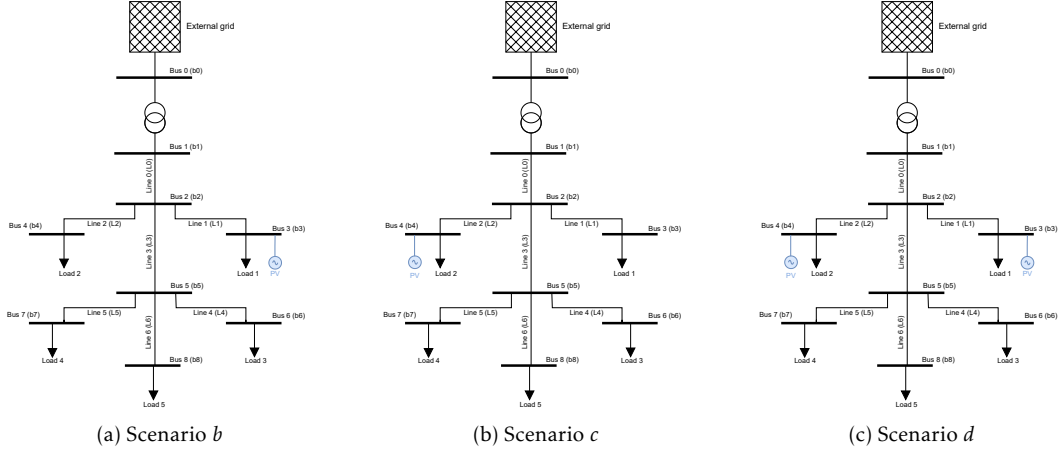 External grid
Bus 0 (b0)
Bus 1 (b1)
Line 0 (L0)
Bus 2 (b2)
Bus 4 (b4)
Line 2 (L2)
Line 1 (L1)
Bus 3 (b3)
Line 3 (L3)
Load 2
Load 1
PV
Bus 5 (b5)
Bus 7 (b7)
Line 5 (L5)
Line 4 (L4)
Bus 6 (b6)
Line 6 (L6)
Load 4
Load 3
Bus 8 (b8)
Load 5
(a) Scenario b
External grid
Bus 0 (b0)
Bus 1 (b1)
Line 0 (L0)
Bus 2 (b2)
Bus 4 (b4)
Line 2 (L2)
Line 1 (L1)
Bus 3 (b3)
Line 3 (L3)
PV
Load 2
Load 1
Bus 5 (b5)
Bus 7 (b7)
Line 5 (L5)
Line 4 (L4)
Bus 6 (b6)
Line 6 (L6)
Load 4
Load 3
Bus 8 (b8)
Load 5
(b) Scenario c
External grid
Bus 0 (b0)
Bus 1 (b1)
Line 0 (L0)
Bus 2 (b2)
Bus 4 (b4)
Line 2 (L2)
Line 1 (L1)
Bus 3 (b3)
Line 3 (L3)
PV
Load 2
Load 1
PV
Bus 5 (b5)
Bus 7 (b7)
Line 5 (L5)
Line 4 (L4)
Bus 6 (b6)
Line 6 (L6)
Load 4
Load 3
Bus 8 (b8)
Load 5
(c) Scenario d